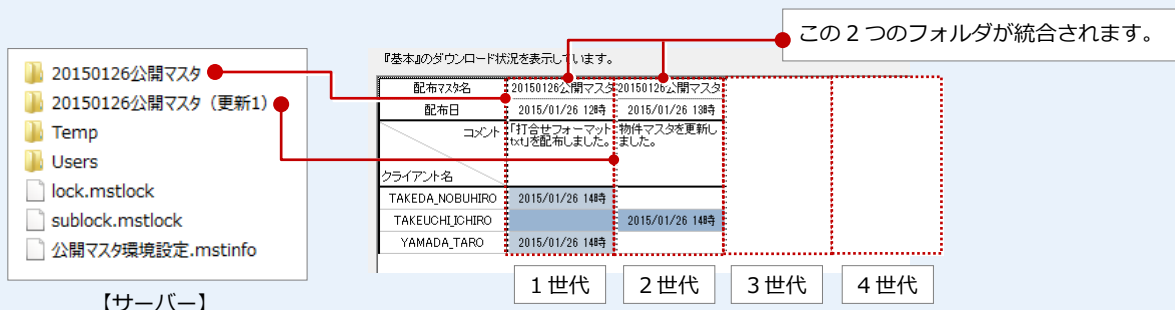 この２つのフォルダが統合されます。
20150126公開マスタ
20150126公開マスタ（更新1）
Temp
Users
lock.mstlock
sublock.mstlock
公開マスタ環境設定.mstinfo
【サーバー】
『基本』のダウンロード状況を表示しています。
配布マスタ名 20150126公開マスタ 20150126公開マスタ
配布日 2015/01/26 12時 2015/01/26 13時
コメント 「打合せフォーマット 物件マスタを更新し
txt」を配布しました。 ました。
クライアント名
TAKEDA_NOBUHIRO 2015/01/26 14時
TAKEUCHI_ICHIRO 2015/01/26 14時
YAMADA_TARO 2015/01/26 14時
１世代 ２世代 ３世代 ４世代